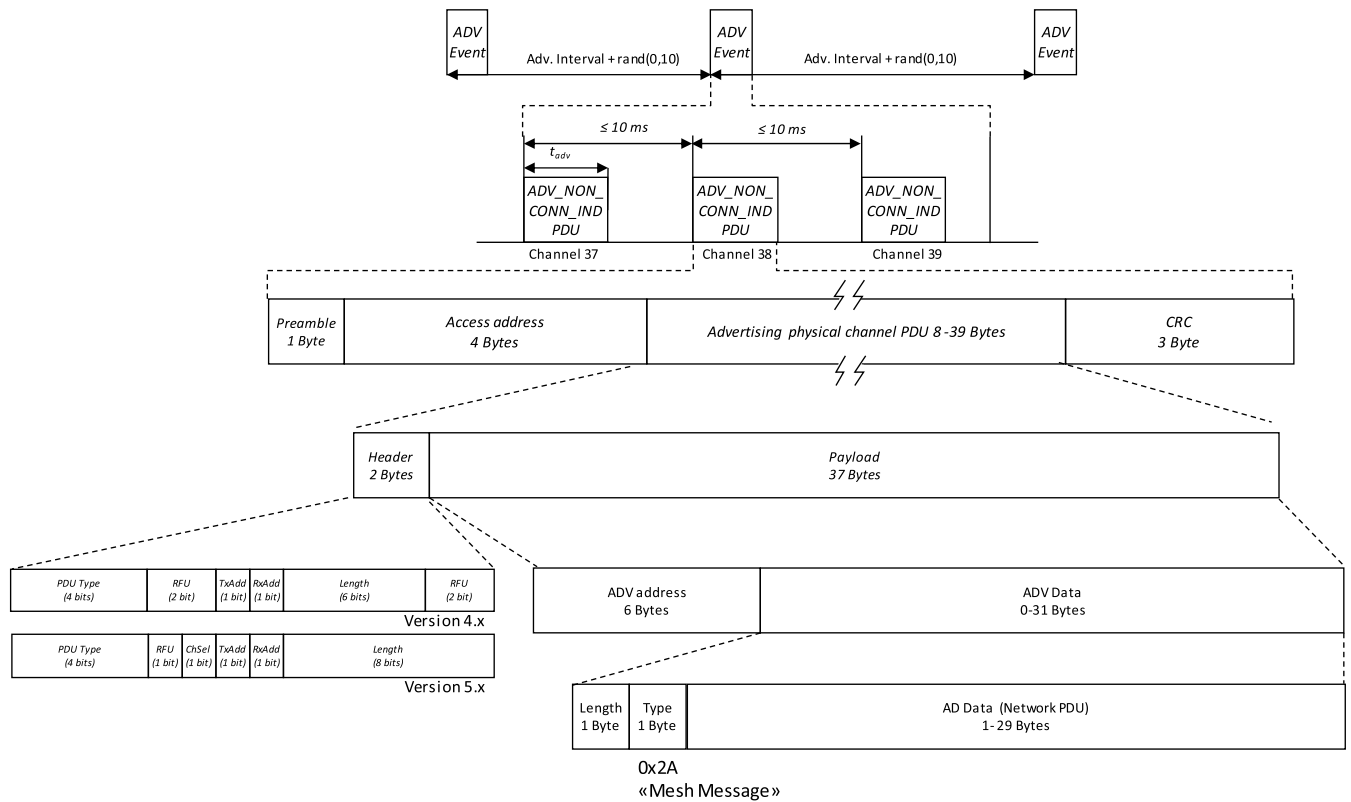 ADV
Event
ADV
Event
ADV
Event
Adv. Interval + rand(0,10)
Adv. Interval + rand(0,10)
≤ 10 ms
≤ 10 ms
tadv
ADV_NON_
CONN_IND
PDU
ADV_NON_
CONN_IND
PDU
ADV_NON_
CONN_IND
PDU
Channel 37
Channel 38
Channel 39
Preamble
1 Byte
Access address
4 Bytes
Advertising physical channel PDU 8-39 Bytes
CRC
3 Byte
Header
2 Bytes
Payload
37 Bytes
PDU Type
(4 bits)
RFU
(2 bit)
TxAdd
(1 bit)
RxAdd
(1 bit)
Length
(6 bits)
RFU
(2 bit)
Version 4.x
PDU Type
(4 bits)
RFU
(1 bit)
ChSel
(1 bit)
TxAdd
(1 bit)
RxAdd
(1 bit)
Length
(8 bits)
Version 5.x
ADV address
6 Bytes
ADV Data
0-31 Bytes
Length
1 Byte
Type
1 Byte
AD Data (Network PDU)
1-29 Bytes
0x2A
«Mesh Message»